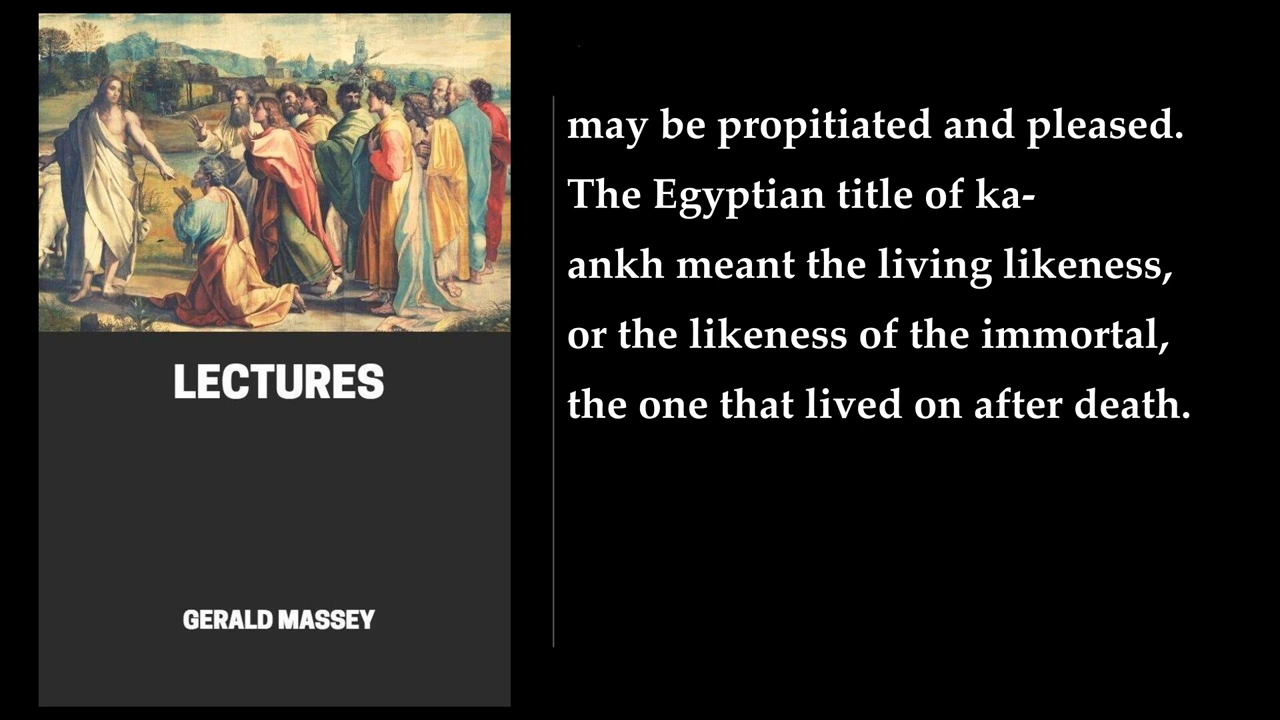 LECTURES
GERALD MASSEY
may be propitiated and pleased.
The Egyptian title of ka-
ankh meant the living likeness,
or the likeness of the immortal,
the one that lived on after death.